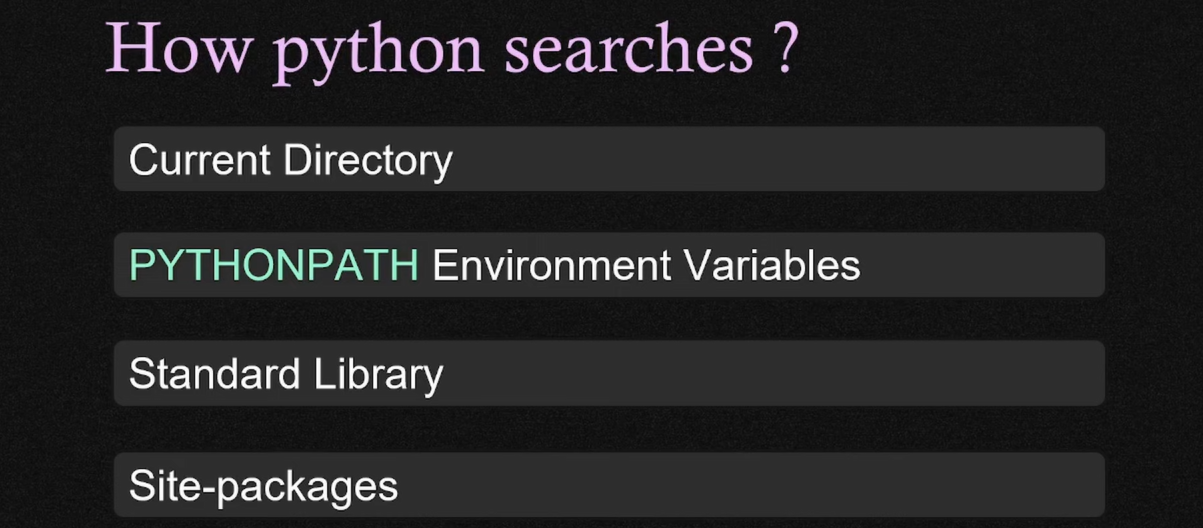 How python searches ?
Current Directory
PYTHONPATH Environment Variables
Standard Library
Site-packages